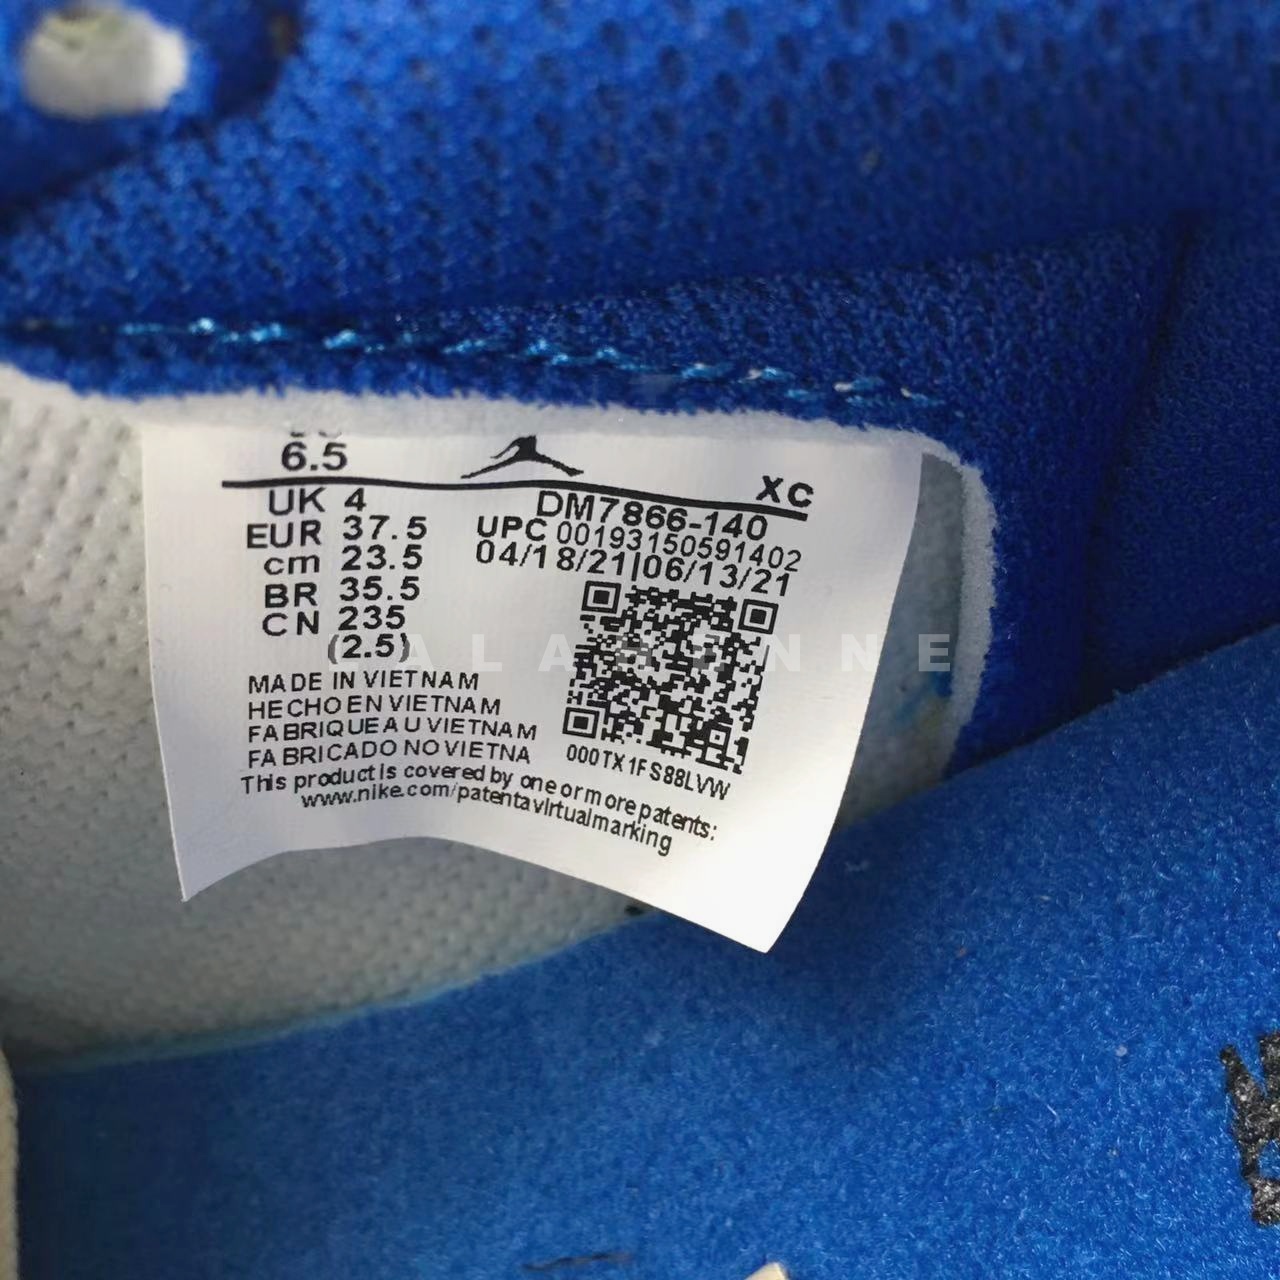 6.5
XC
UK 4
EUR 37.5
cm 23.5
BR 35.5
CN 235
(2.5)
DM7866-140
UPC 00193150591402
04/18/21|06/13/21
000TX1FS88LVW
MADE IN VIETNAM
HECHO EN VIETNAM
FABRIQUE AU VIETNAM
FABRICADO NO VIETNA
This product is covered by one or more patents:
www.nike.com/patentavirtualmarking